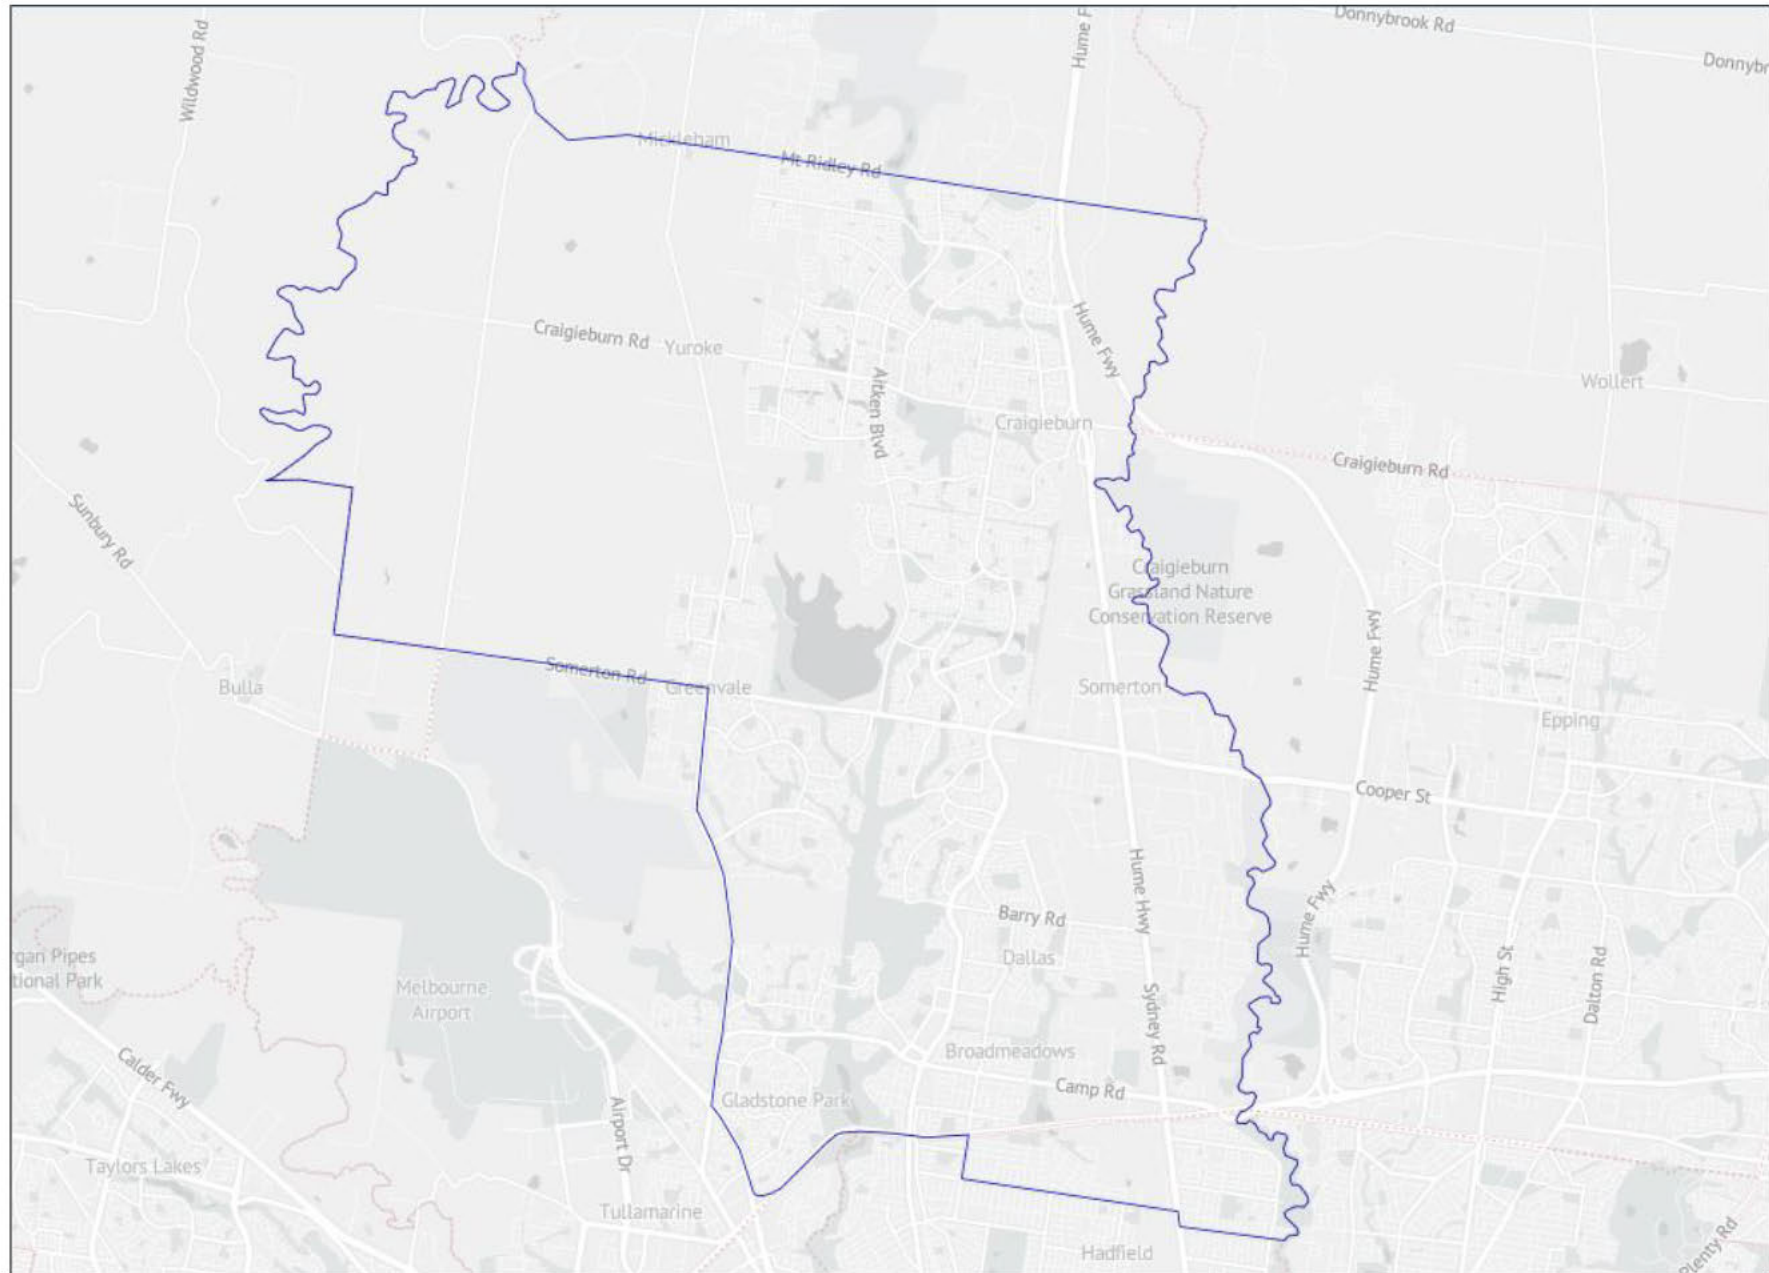 Donnybrook Rd
Donnybr
Wildwood Rd
Hume F
Mickleham
Mt Ridley Rd
Hume Fwy
Craigieburn Rd
Yuroke
Aitken Blvd
Wollert
Craigieburn
Craigieburn Rd
Sunbury Rd
Craigieburn
Grassland Nature
Conservation Reserve
Hume Fwy
Somerton Rd
Bulla
Greenvale
Somerton
Epping
Cooper St
Hume Hwy
Barry Rd
Hume Fwy
Dallas
rgan Pipes
tional Park
High St
Dalton Rd
Melbourne
Airport
Sydney Rd
Broadmeadows
Calder Fwy
Camp Rd
Gladstone Park
Airport Dr
Taylors Lakes
Tullamarine
Hadfield
Plenty Rd